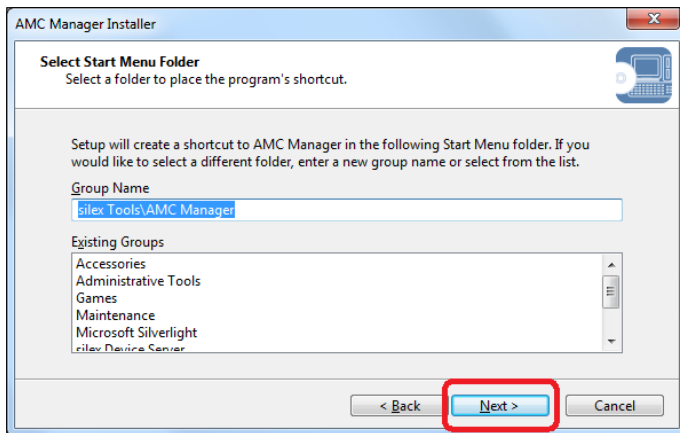 AMC Manager Installer
Select Start Menu Folder
Select a folder to place the program's shortcut.
Setup will create a shortcut to AMC Manager in the following Start Menu folder. If you
would like to select a different folder, enter a new group name or select from the list.
Group Name
silex Tools\AMC Manager
Existing Groups
Accessories
Administrative Tools
Games
Maintenance
Microsoft Silverlight
silex Device Server
< Back
Next >
Cancel